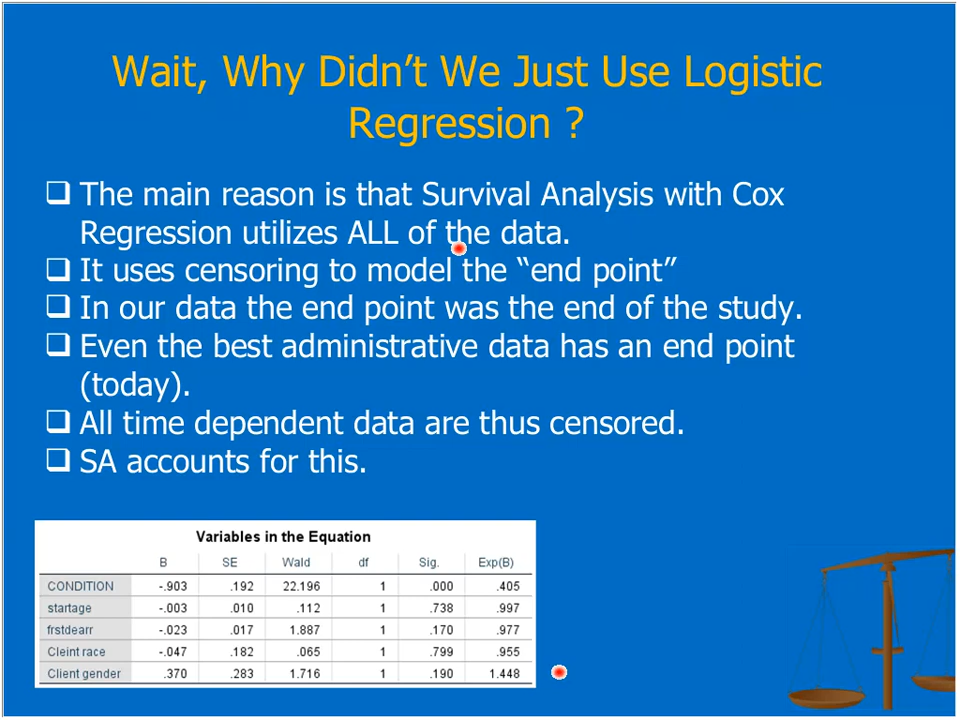 Wait, Why Didn’t We Just Use Logistic
Regression ?
❑ The main reason is that Survival Analysis with Cox
Regression utilizes ALL of the data.
❑ It uses censoring to model the “end point”
❑ In our data the end point was the end of the study.
❑ Even the best administrative data has an end point
(today).
❑ All time dependent data are thus censored.
❑ SA accounts for this.
Variables in the Equation
B SE Wald df Sig. Exp(B)
CONDITION -.903 .192 22.196 1 .000 .405
startage -.003 .010 .112 1 .738 .997
frstdearr -.023 .017 1.887 1 .170 .977
Cleint race -.047 .182 .065 1 .799 .955
Client gender .370 .283 1.716 1 .190 1.448